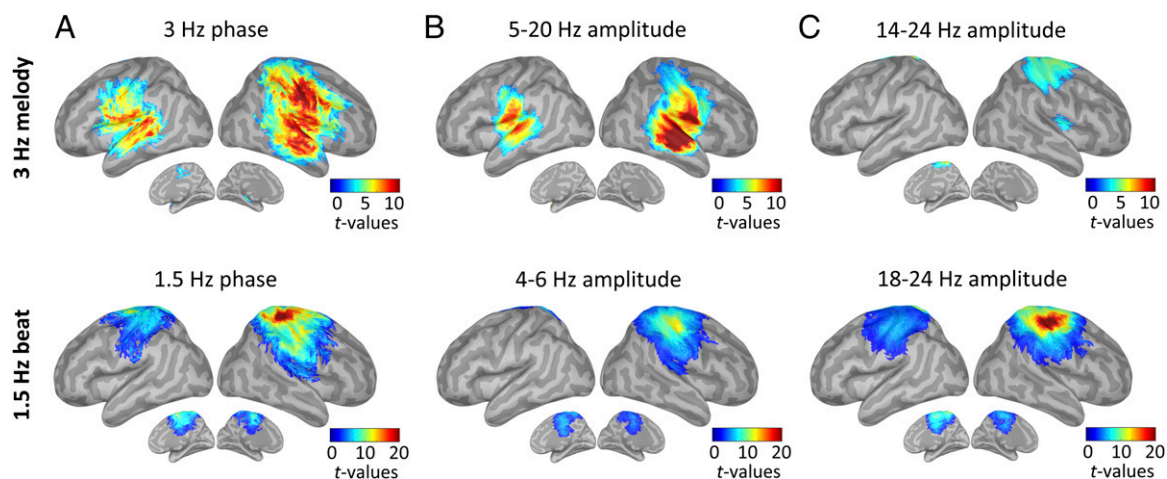 A
3 Hz phase
B
5-20 Hz amplitude
C
14-24 Hz amplitude
3 Hz melody
0 5 10
t-values
0 5 10
t-values
0 5 10
t-values
1.5 Hz phase
4-6 Hz amplitude
18-24 Hz amplitude
1.5 Hz beat
0 10 20
t-values
0 10 20
t-values
0 10 20
t-values